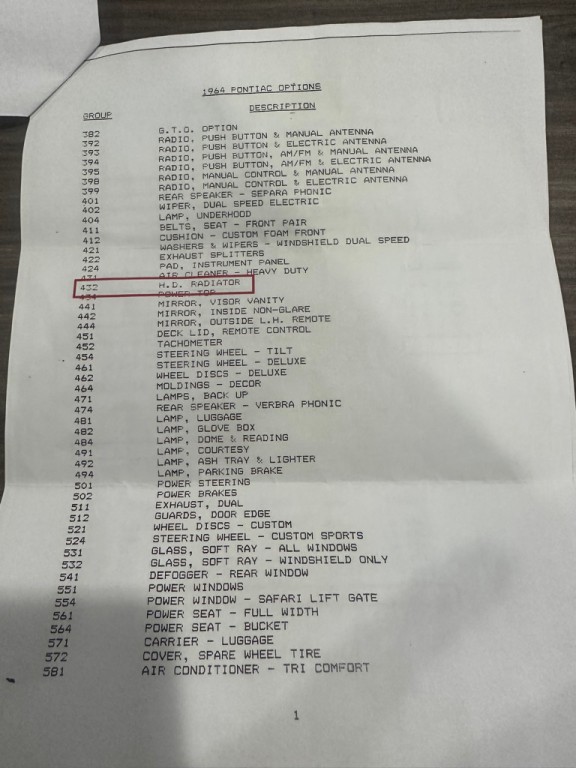 1964 PONTIAC OPTIONS
GROUP DESCRIPTION
382 G.T.O. OPTION
392 RADIO, PUSH BUTTON & MANUAL ANTENNA
393 RADIO, PUSH BUTTON & ELECTRIC ANTENNA
394 RADIO, PUSH BUTTON, AM/FM & MANUAL ANTENNA
395 RADIO, PUSH BUTTON, AM/FM & ELECTRIC ANTENNA
398 RADIO, MANUAL CONTROL & MANUAL ANTENNA
399 RADIO, MANUAL CONTROL & ELECTRIC ANTENNA
401 REAR SPEAKER - SEPARA PHONIC
402 WIPER, DUAL SPEED ELECTRIC
404 LAMP, UNDERHOOD
411 BELTS, SEAT - FRONT PAIR
412 CUSHION - CUSTOM FOAM FRONT
421 WASHERS & WIPERS - WINDSHIELD DUAL SPEED
422 EXHAUST SPLITTERS
424 PAD, INSTRUMENT PANEL
AIR CLEANER - HEAVY DUTY
432 H.D. RADIATOR
434 POWER TOP
441 MIRROR, VISOR VANITY
442 MIRROR, INSIDE NON-GLARE
444 MIRROR, OUTSIDE L.H. REMOTE
451 DECK LID, REMOTE CONTROL
452 TACHOMETER
454 STEERING WHEEL - TILT
461 STEERING WHEEL - DELUXE
462 WHEEL DISCS - DELUXE
464 MOLDINGS - DECOR
471 LAMPS, BACK UP
474 REAR SPEAKER - VERBRA PHONIC
481 LAMP, LUGGAGE
482 LAMP, GLOVE BOX
484 LAMP, DOME & READING
491 LAMP, COURTESY
492 LAMP, ASH TRAY & LIGHTER
494 LAMP, PARKING BRAKE
501 POWER STEERING
502 POWER BRAKES
511 EXHAUST, DUAL
512 GUARDS, DOOR EDGE
521 WHEEL DISCS - CUSTOM
524 STEERING WHEEL - CUSTOM SPORTS
531 GLASS, SOFT RAY - ALL WINDOWS
532 GLASS, SOFT RAY - WINDSHIELD ONLY
541 DEFOGGER - REAR WINDOW
551 POWER WINDOWS
554 POWER WINDOW - SAFARI LIFT GATE
561 POWER SEAT - FULL WIDTH
564 POWER SEAT - BUCKET
571 CARRIER - LUGGAGE
572 COVER, SPARE WHEEL TIRE
581 AIR CONDITIONER - TRI COMFORT
1